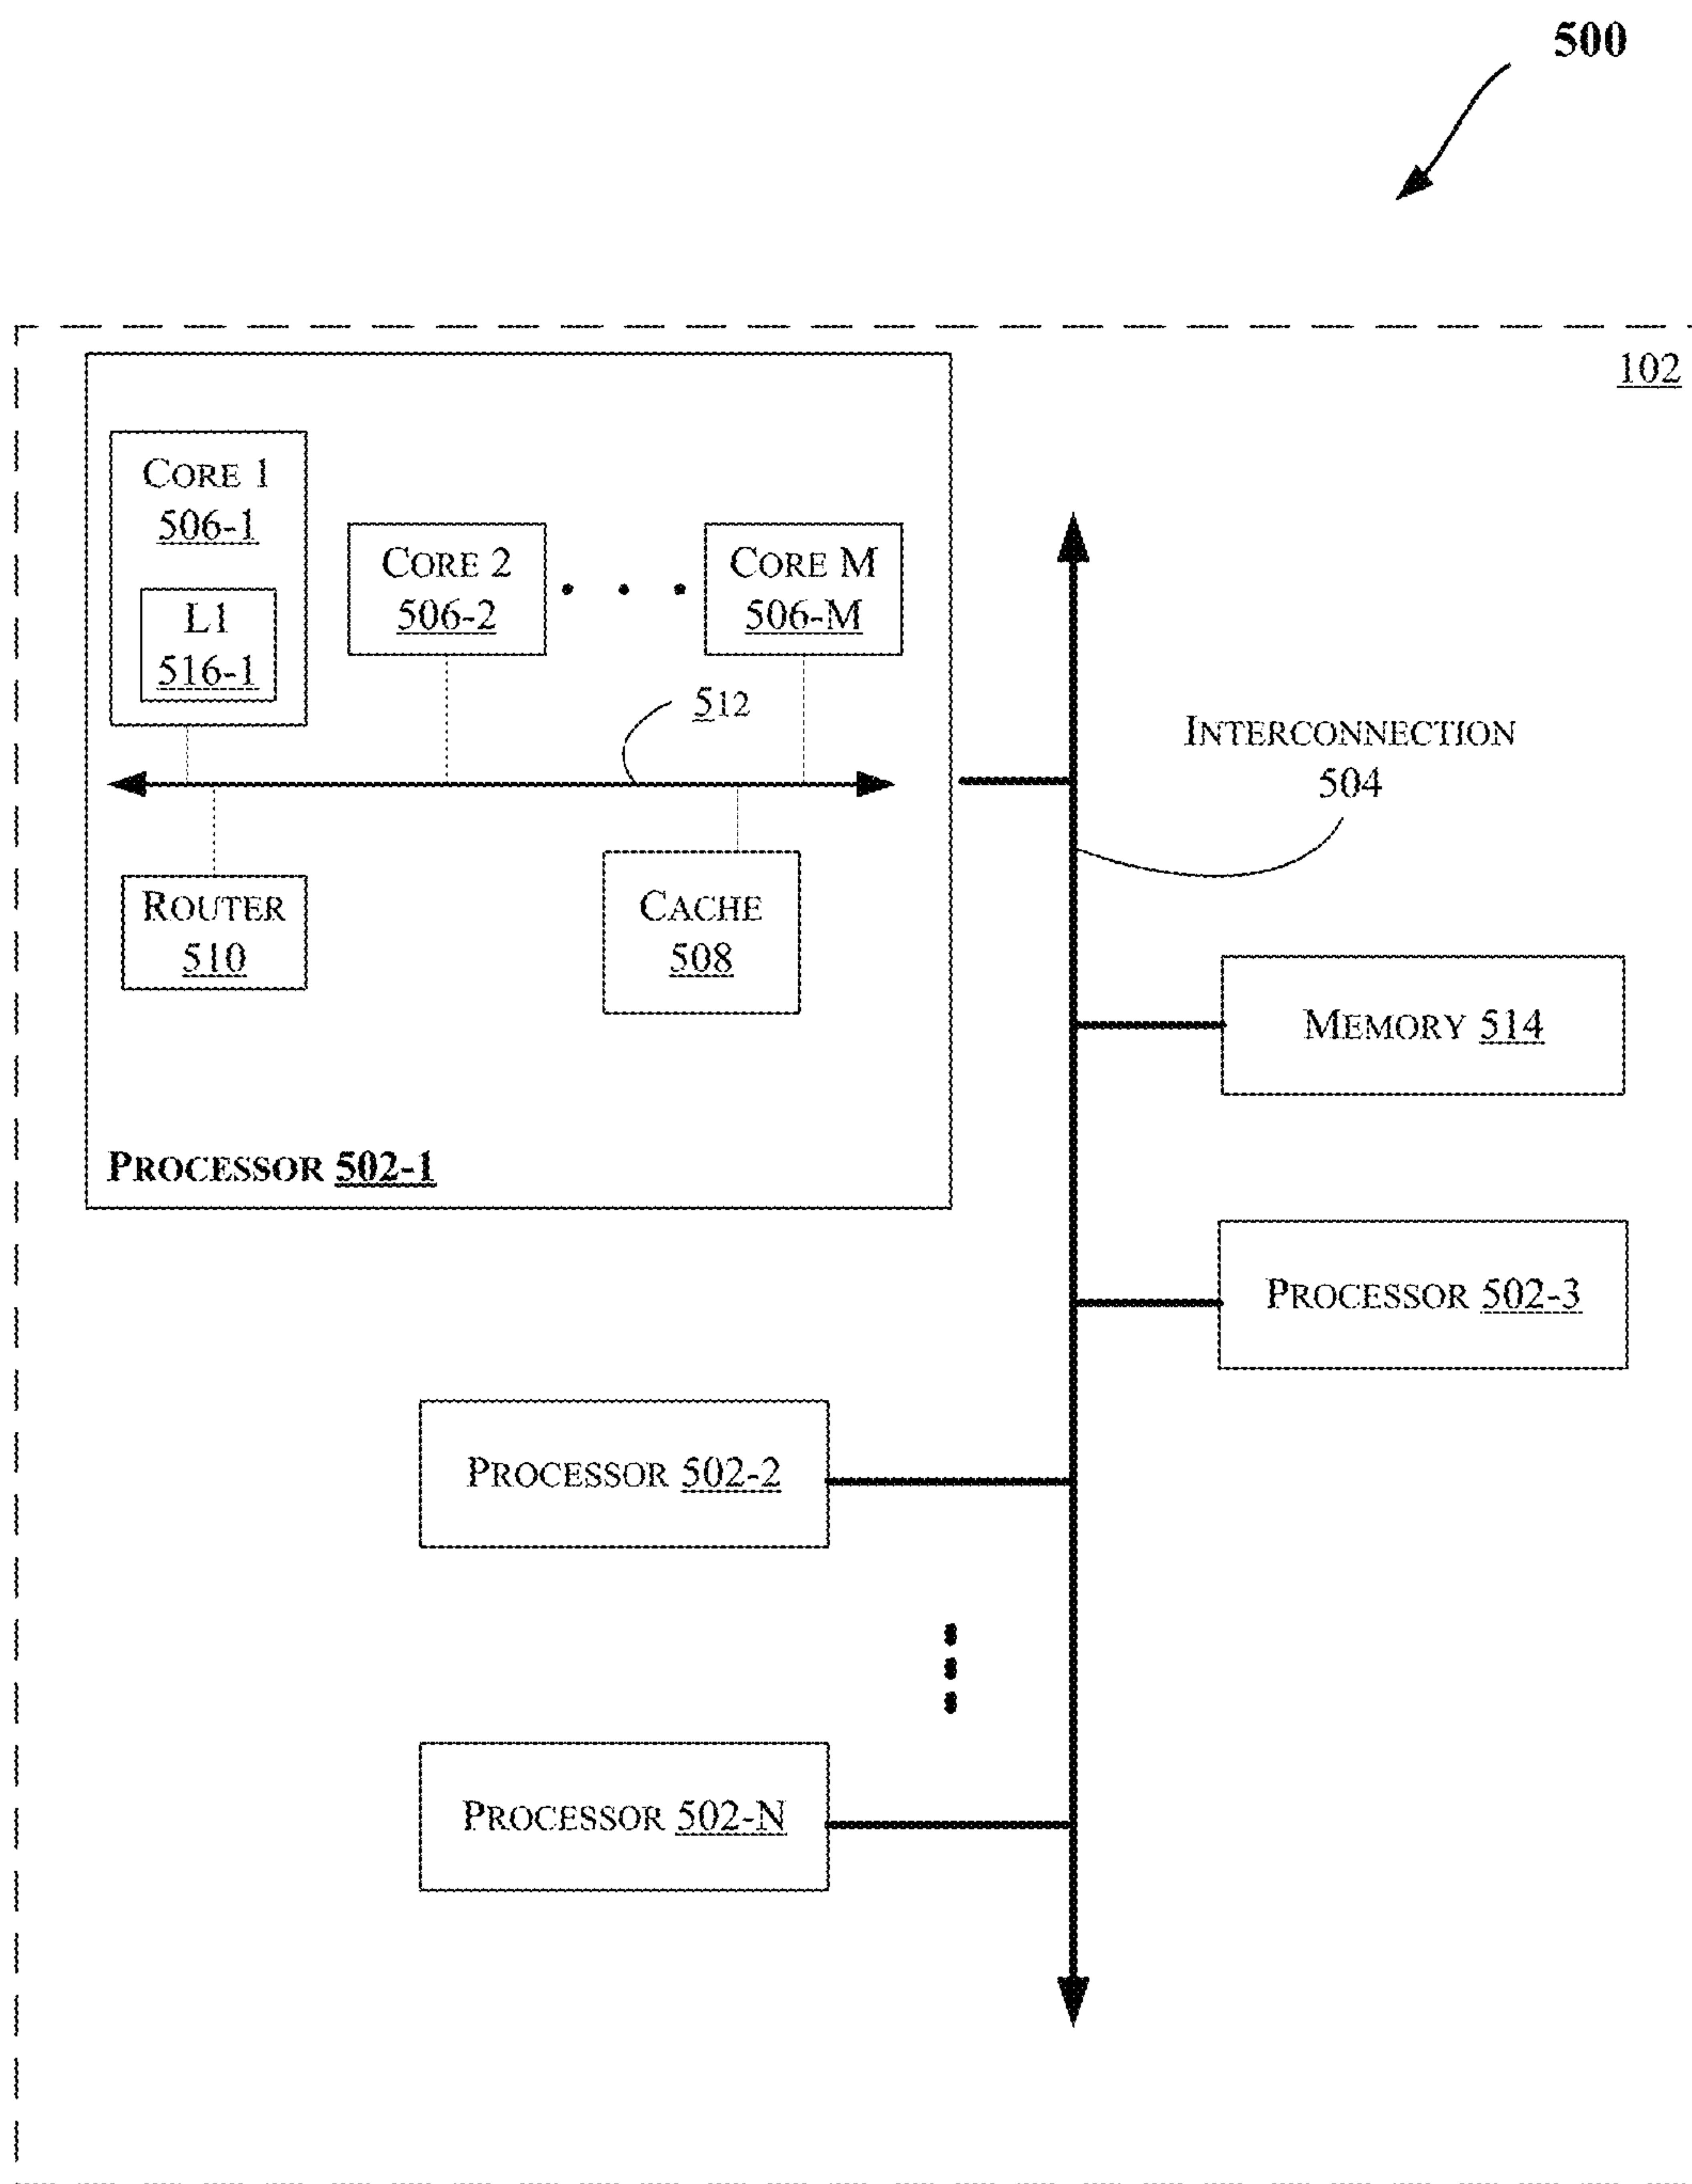 500
102
CORE 1
506-1
L1
516-1
CORE 2
506-2
CORE M
506-M
512
ROUTER
510
CACHE
508
PROCESSOR 502-1
INTERCONNECTION
504
MEMORY 514
PROCESSOR 502-3
PROCESSOR 502-2
PROCESSOR 502-N